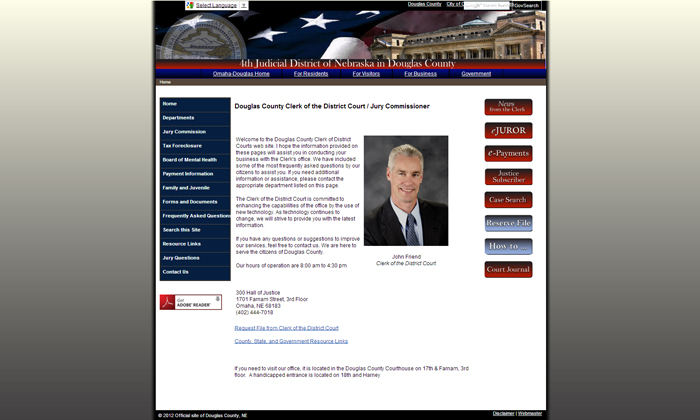 Select Language
Douglas County
GovSearch
4th Judicial District of Nebraska in Douglas County
Omaha-Douglas Home
For Residents
For Visitors
For Business
Government
Home
Home
Departments
Jury Commission
Tax Foreclosure
Board of Mental Health
Payment Information
Family and Juvenile
Forms and Documents
Frequently Asked Questions
Search this Site
Resource Links
Jury Questions
Contact Us
Get
ADOBE® READER®
Douglas County Clerk of the District Court / Jury Commissioner
Welcome to the Douglas County Clerk of District
Courts web site. I hope the information provided on
these pages will assist you in conducting your
business with the Clerk's office. We have included
some of the most frequently asked questions by our
citizens to assist you. If you need additional
information or assistance, please contact the
appropriate department listed on this page.
The Clerk of the District Court is committed to
enhancing the capabilities of the office by the use of
new technology. As technology continues to
change, we will strive to provide you with the latest
information.
If you have any questions or suggestions to improve
our services, feel free to contact us. We are here to
serve the citizens of Douglas County.
Our hours of operation are 8:00 am to 4:30 pm
John Friend
Clerk of the District Court
300 Hall of Justice
1701 Farnam Street, 3rd Floor
Omaha, NE 68183
(402) 444-7018
Request File from Clerk of the District Court
County, State, and Government Resource Links
If you need to visit our office, it is located in the Douglas County Courthouse on 17th & Farnam, 3rd
floor. A handicapped entrance is located on 18th and Harney
News
from the Clerk
eJUROR
e-Payments
Justice
Subscriber
Case Search
Reserve File
How to ...
Court Journal
© 2012 Official site of Douglas County, NE
Disclaimer | Webmaster